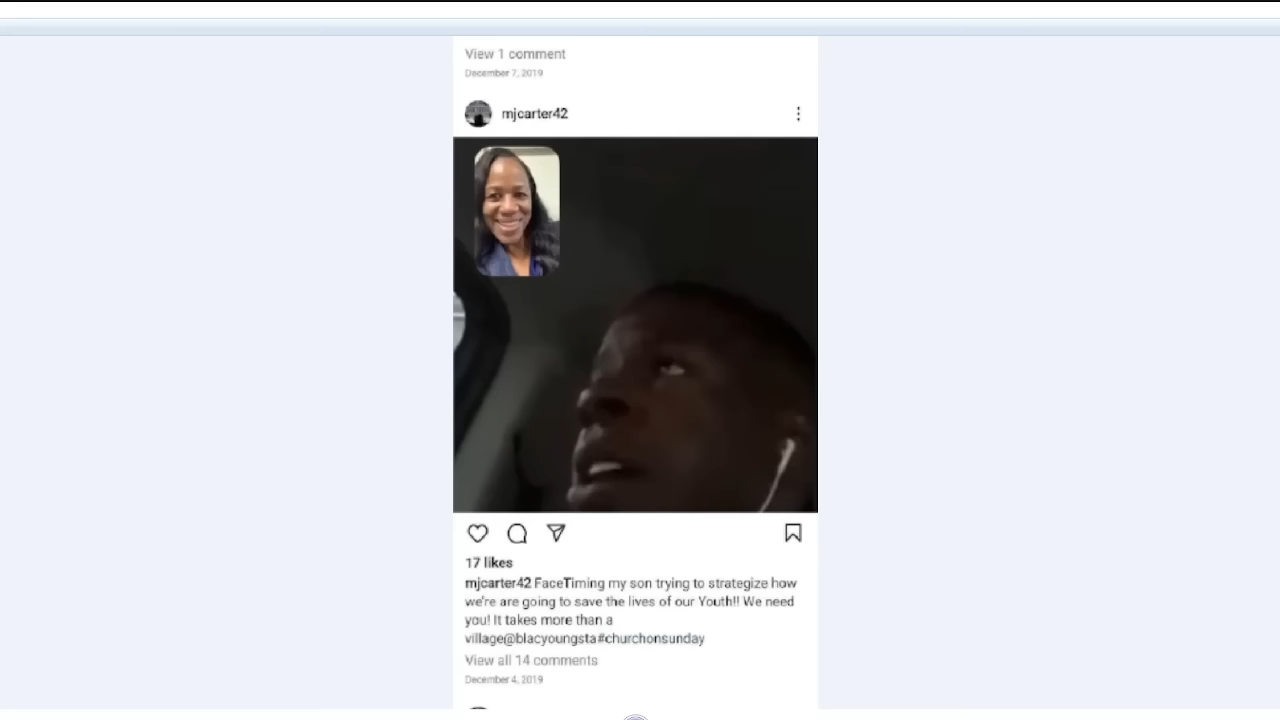 View 1 comment
December 7, 2019
mjcarter42
17 likes
mjcarter42 FaceTiming my son trying to strategize how
we're are going to save the lives of our Youth!! We need
you! It takes more than a
village@blacyoungsta#churchonsunday
View all 14 comments
December 4, 2019